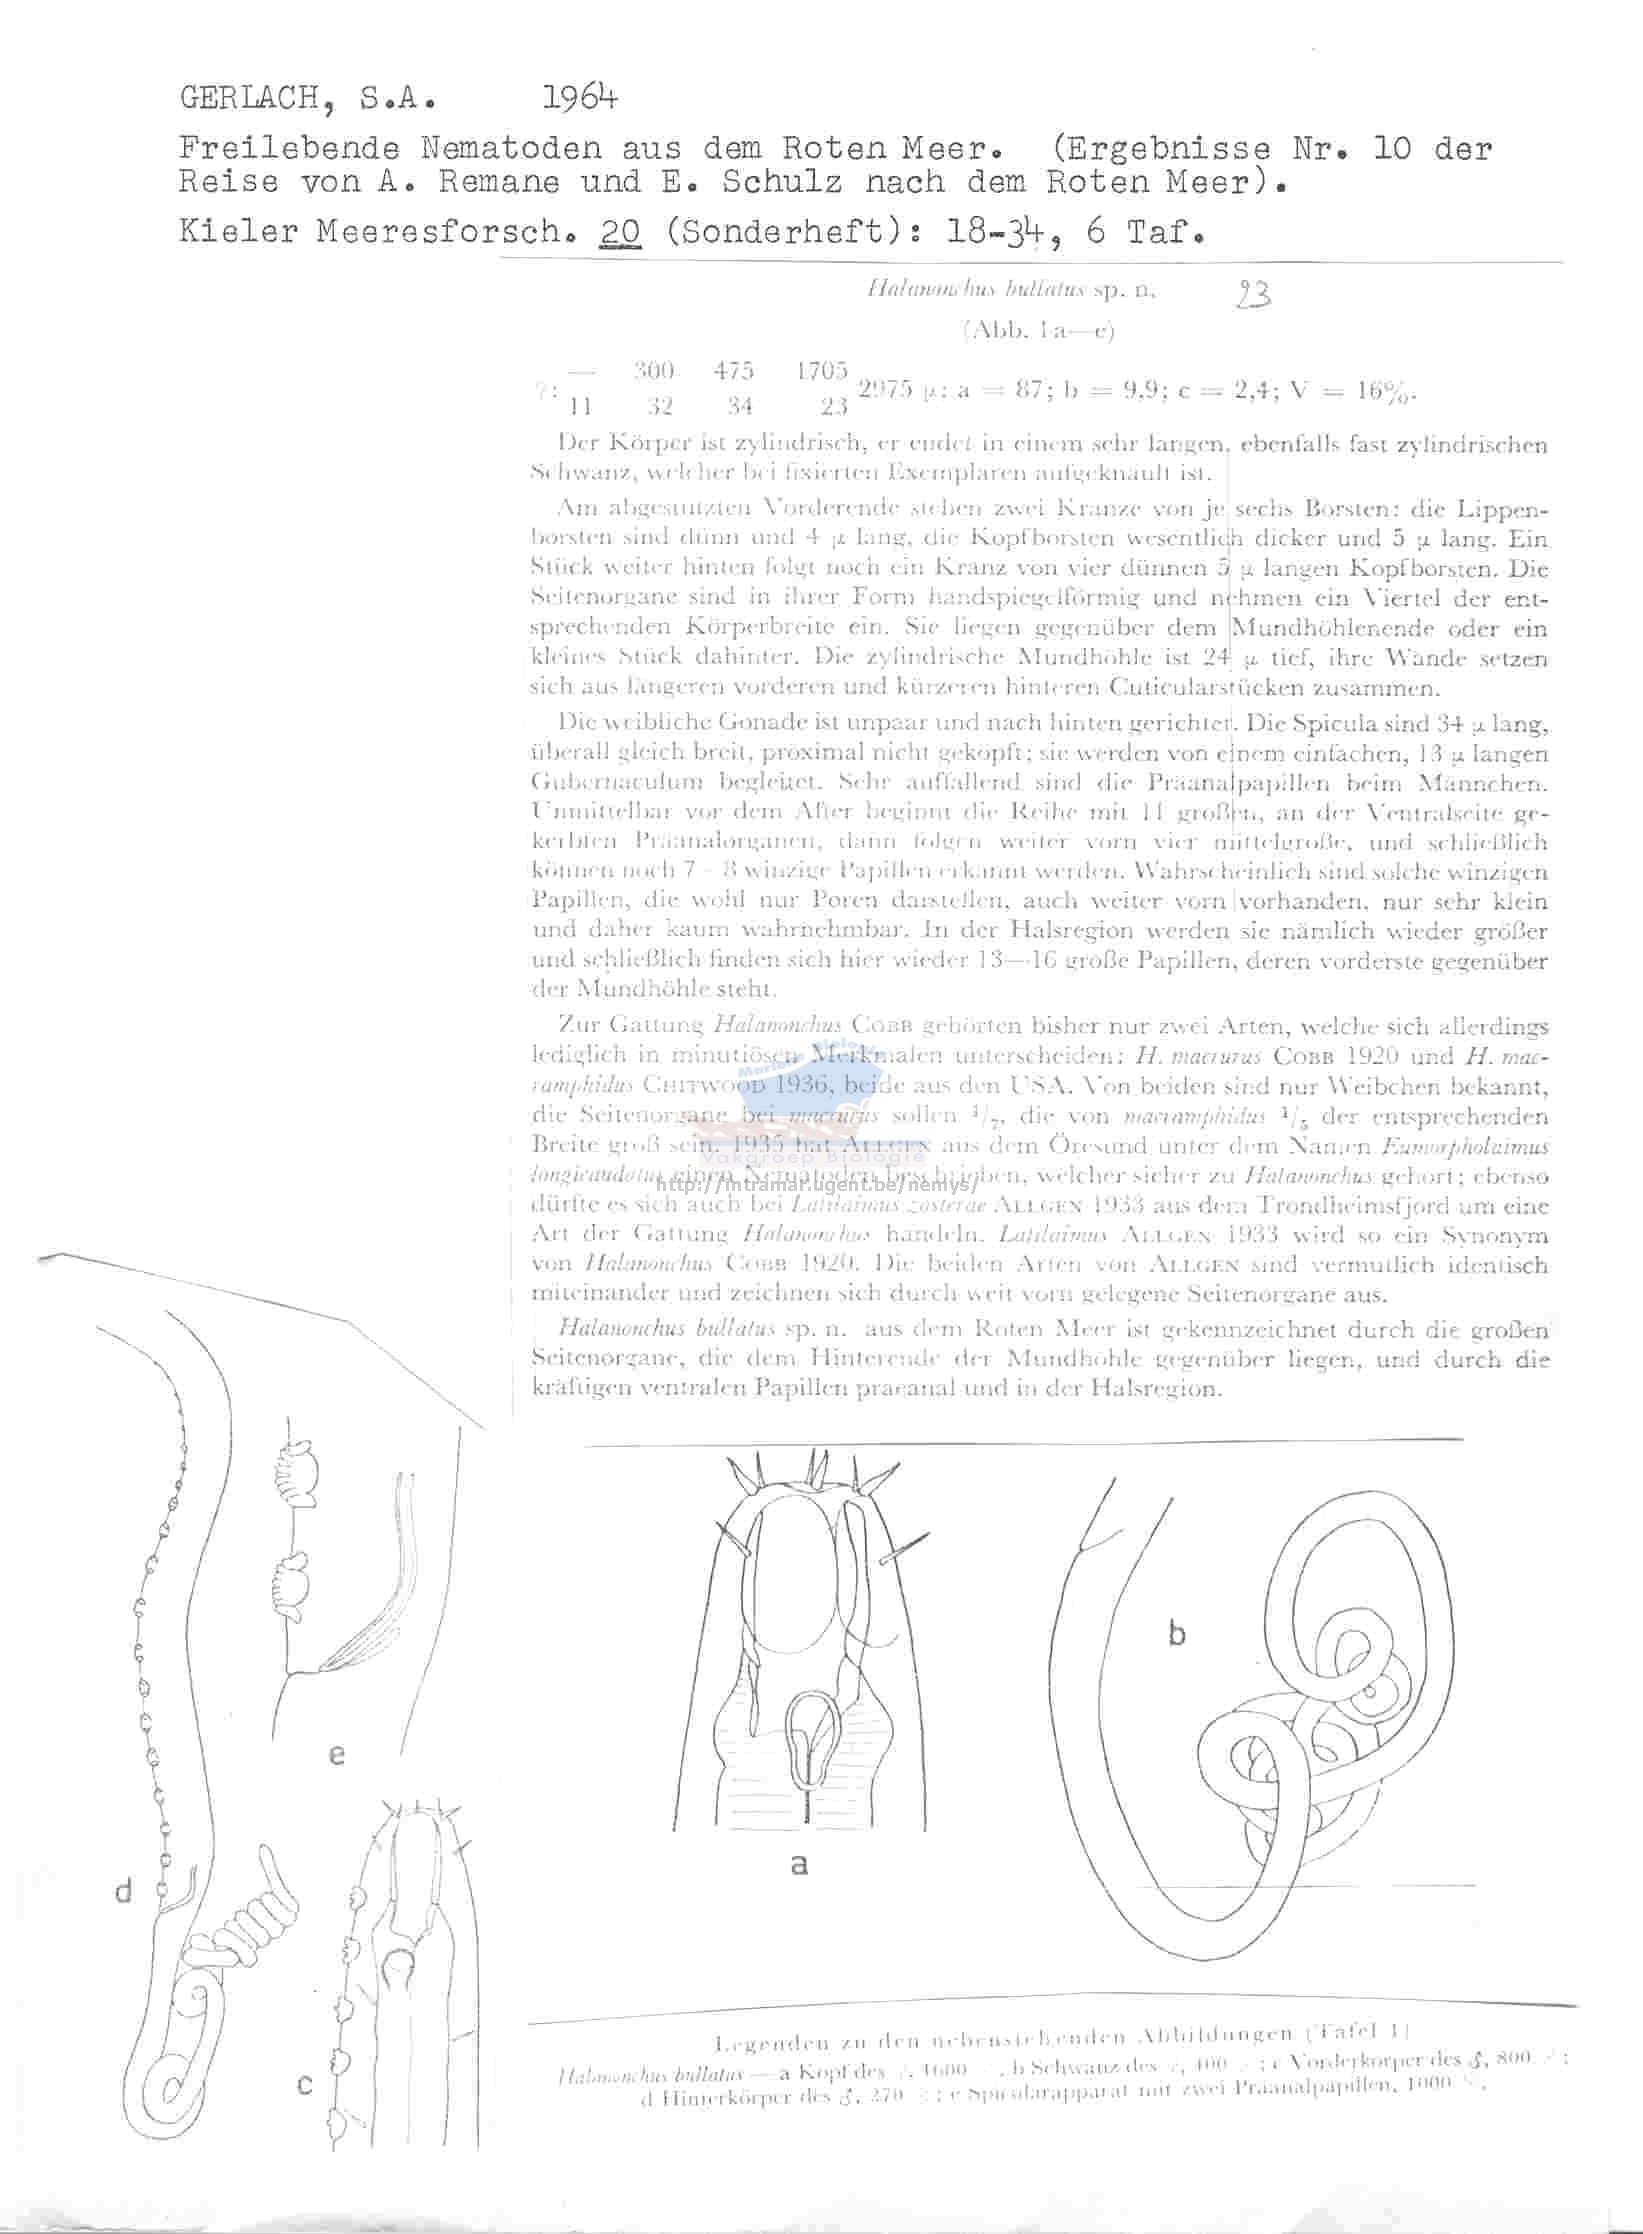 GERLACH, S.A. 1964
Freilebende Nematoden aus dem Roten Meer. (Ergebnisse Nr. 10 der
Reise von A. Remane und E. Schulz nach dem Roten Meer).
Kieler Meeresforsch. 20 (Sonderheft): 18-34, 6 Taf.
Halanonchus bullatus sp. n. 23
(Abb. 1a—e)
— 300 475 1705
2975 µ; a = 87; b = 9,9; c = 2,4; V = 16%.
11 32 34 23
Der Körper ist zylindrisch, er endet in einem sehr langen, ebenfalls fast zylindrischen
Schwanz, welcher bei fixierten Exemplaren aufgeknäult ist.
Am abgestutzten Vorderende stehen zwei Kränze von je sechs Borsten: die Lippen-
borsten sind dünn und 4 µ lang, die Kopfborsten wesentlich dicker und 5 µ lang. Ein
Stück weiter hinten folgt noch ein Kranz von vier dünnen 5 µ langen Kopfborsten. Die
Seitenorgane sind in ihrer Form handspiegelförmig und nehmen ein Viertel der ent-
sprechenden Körperbreite ein. Sie liegen gegenüber dem Mundhöhlenende oder ein
kleines Stück dahinter. Die zylindrische Mundhöhle ist 24 µ tief, ihre Wände setzen
sich aus längeren vorderen und kürzeren hinteren Cuticularstücken zusammen.
Die weibliche Gonade ist unpaar und nach hinten gerichtet. Die Spicula sind 34 µ lang,
überall gleich breit, proximal nicht geköpft; sie werden von einem einfachen, 13 µ langen
Gubernaculum begleitet. Sehr auffallend sind die Präanalpapillen beim Männchen.
Unmittelbar vor dem After beginnt die Reihe mit 11 großen, an der Ventralseite ge-
kerbten Präanalorganen, dann folgen weiter vorn vier mittelgroße, und schließlich
können noch 7—8 winzige Papillen erkannt werden. Wahrscheinlich sind solche winzigen
Papillen, die wohl nur Poren darstellen, auch weiter vorn vorhanden, nur sehr klein
und daher kaum wahrnehmbar. In der Halsregion werden sie nämlich wieder größer
und schließlich finden sich hier wieder 13—16 große Papillen, deren vorderste gegenüber
der Mundhöhle steht.
Zur Gattung Halanonchus COBB gehörten bisher nur zwei Arten, welche sich allerdings
lediglich in minutiösen Merkmalen unterscheiden: H. macrurus COBB 1920 und H. mac-
ramphidus CHITWOOD 1936, beide aus den USA. Von beiden sind nur Weibchen bekannt,
die Seitenorgane bei macrurus sollen 1/7, die von macramphidus 1/5 der entsprechenden
Breite groß sein. 1935 hat ALLGEN aus dem Öresund unter dem Namen Eumorpholaimus
longicaudatus einen Nematoden beschrieben, welcher sicher zu Halanonchus gehört; ebenso
dürfte es sich auch bei Latilaimus zosterae ALLGEN 1933 aus dem Trondheimsfjord um eine
Art der Gattung Halanonchus handeln. Latilaimus ALLGEN 1933 wird so ein Synonym
von Halanonchus COBB 1920. Die beiden Arten von ALLGEN sind vermutlich identisch
miteinander und zeichnen sich durch weit vorn gelegene Seitenorgane aus.
Halanonchus bullatus sp. n. aus dem Roten Meer ist gekennzeichnet durch die großen
Seitenorgane, die dem Hinterende der Mundhöhle gegenüber liegen, und durch die
kräftigen ventralen Papillen praeanal und in der Halsregion.
Mariene Biologie
Vakgroep Biologie
http://intramar.ugent.be/nemys/
b
e
a
d
c
Legenden zu den nebenstehenden Abbildungen (Tafel 1)
Halanonchus bullatus — a Kopf des 1600 ; b Schwanz des 400 ; c Vorderkörper des ♂, 800 ×;
d Hinterkörper des ♂, 270 ×; e Spicularapparat mit zwei Präanalpapillen, 1600 ×.